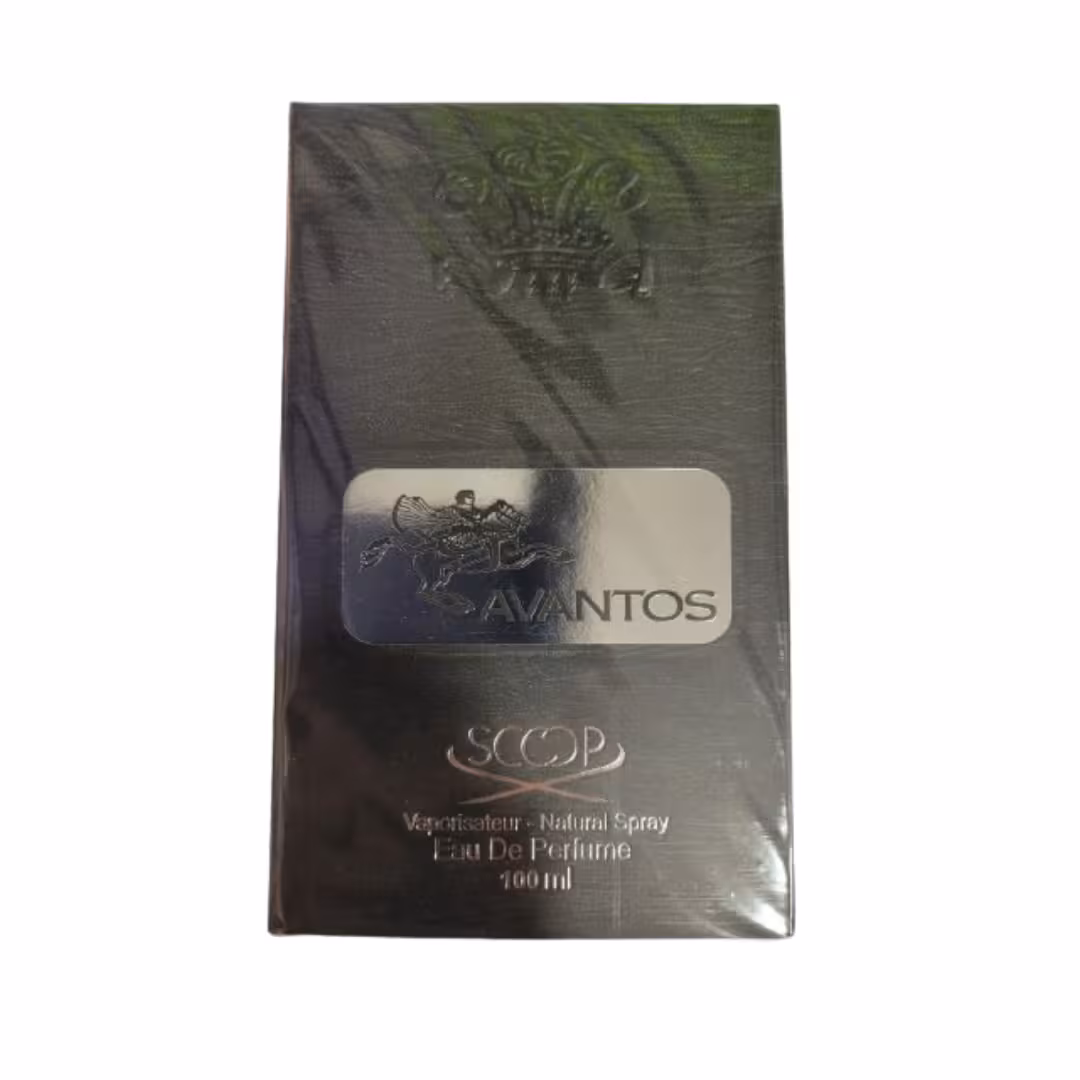 AVANTOS
SCOOP
Vaporisateur - Natural Spray
Eau De Perfume
100 ml